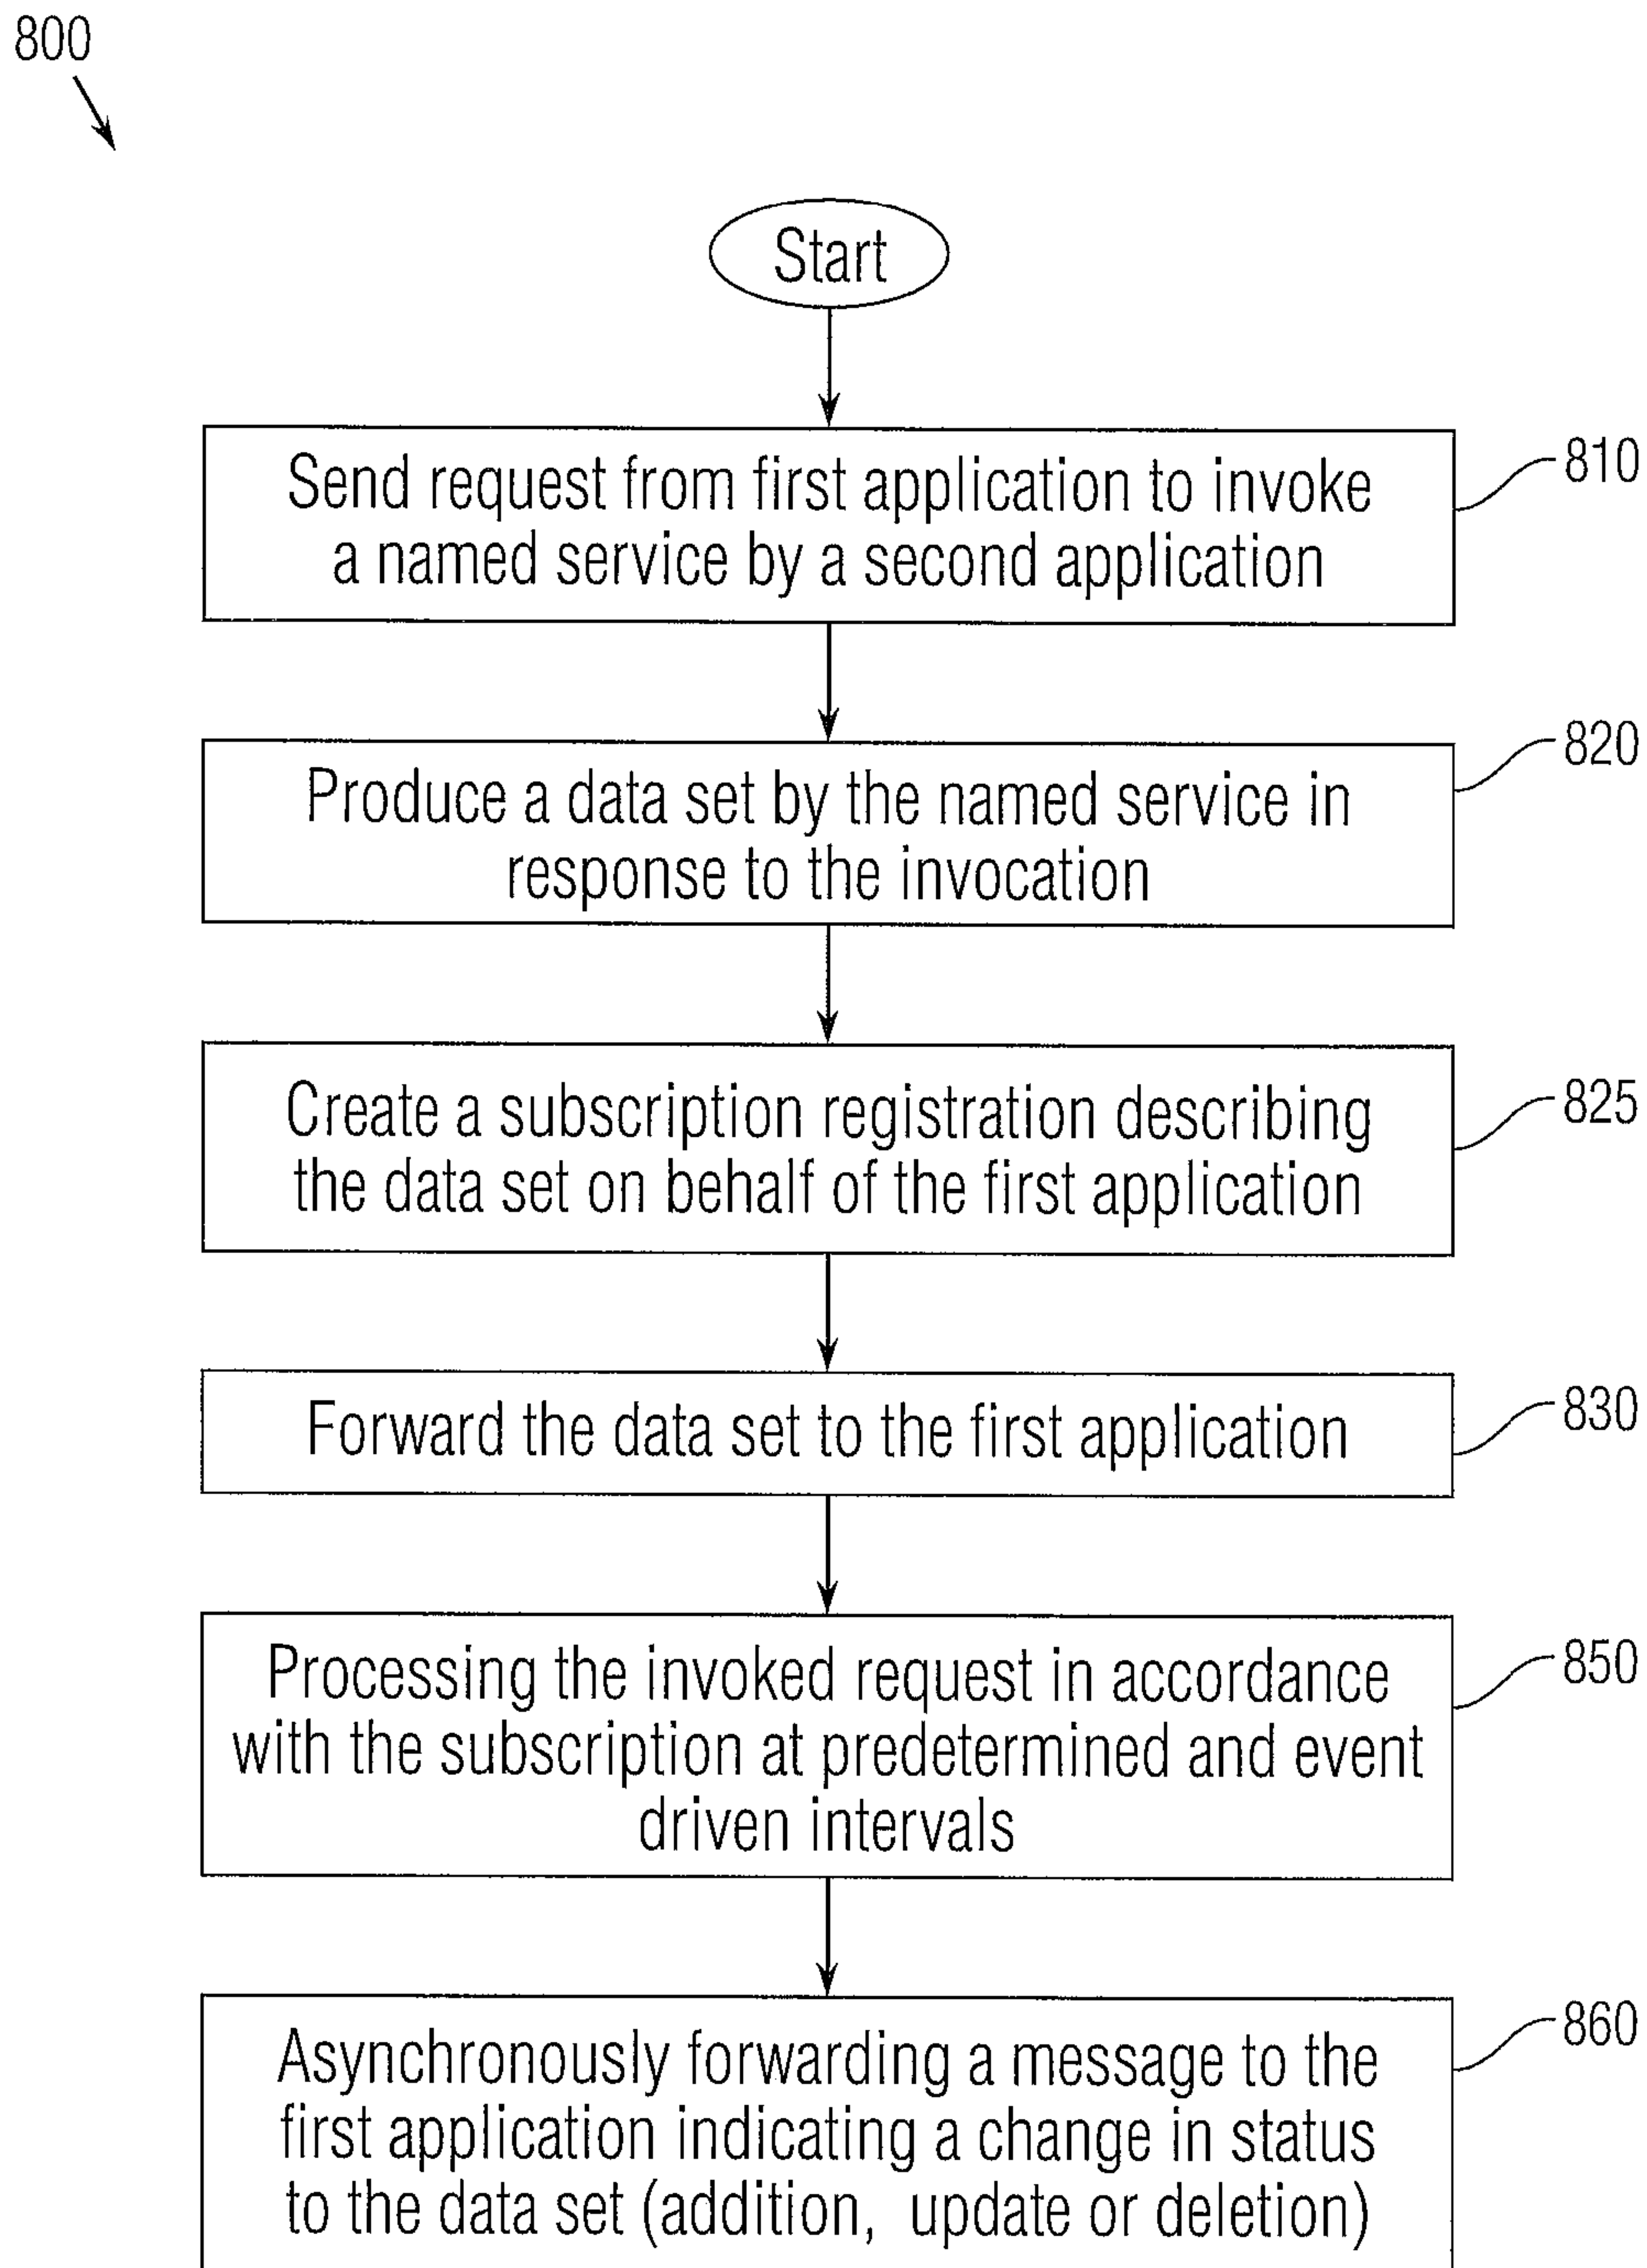 800
Start
Send request from first application to invoke
a named service by a second application
810
Produce a data set by the named service in
response to the invocation
820
Create a subscription registration describing
the data set on behalf of the first application
825
Forward the data set to the first application
830
Processing the invoked request in accordance
with the subscription at predetermined and event
driven intervals
850
Asynchronously forwarding a message to the
first application indicating a change in status
to the data set (addition, update or deletion)
860